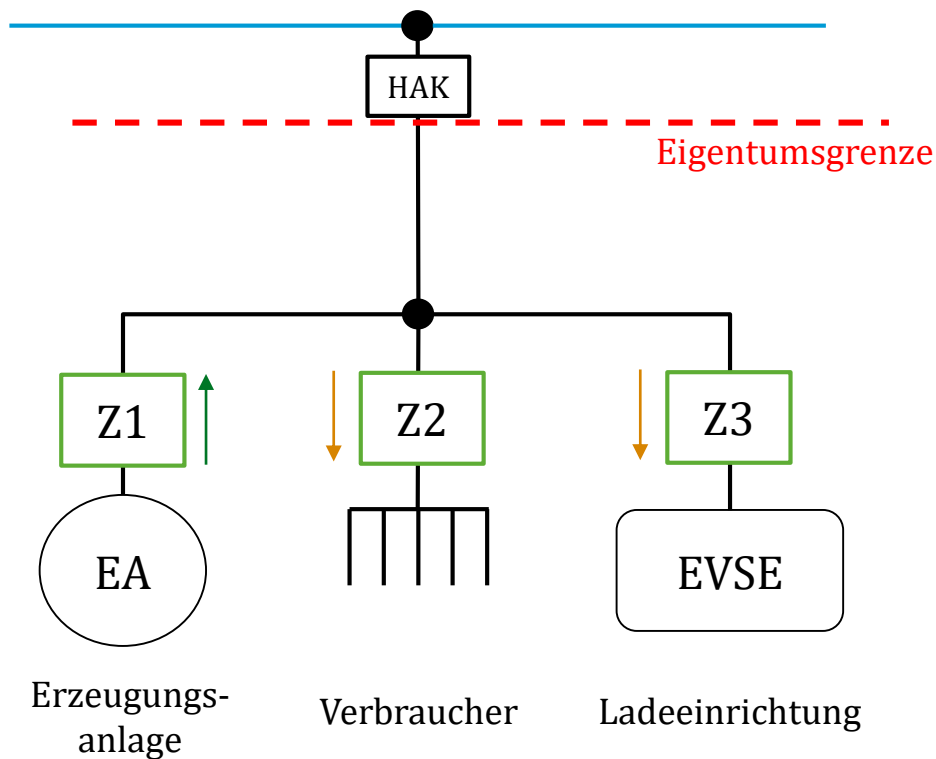 HAK
Eigentumsgrenze
Z1
Z2
Z3
EA
EVSE
Erzeugungs-
anlage
Verbraucher
Ladeeinrichtung